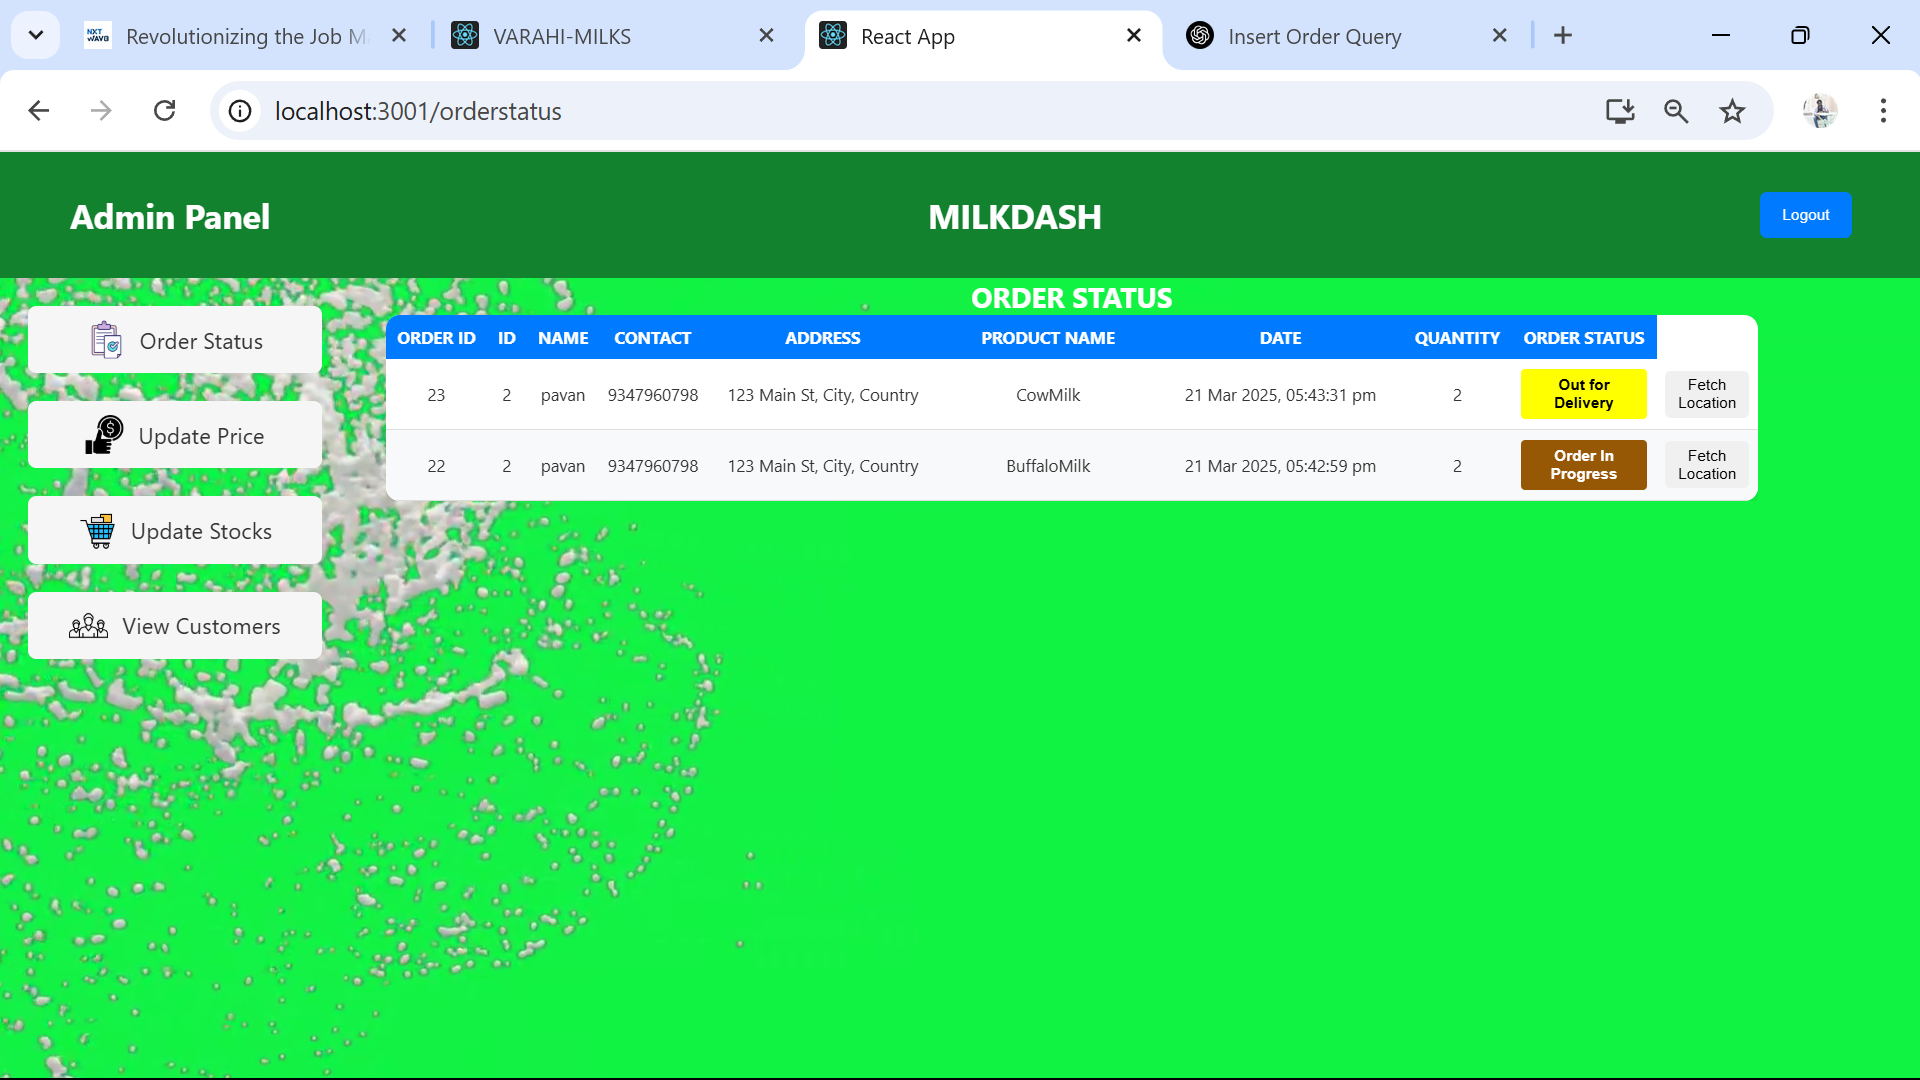 Revolutionizing the Job M
VARAHI-MILKS
React App
Insert Order Query
localhost:3001/orderstatus
Admin Panel
MILKDASH
Logout
Order Status
Update Price
Update Stocks
View Customers
ORDER STATUS
ORDER ID ID NAME CONTACT ADDRESS PRODUCT NAME DATE QUANTITY ORDER STATUS
23 2 pavan 9347960798 123 Main St, City, Country CowMilk 21 Mar 2025, 05:43:31 pm 2 Out for Delivery Fetch Location
22 2 pavan 9347960798 123 Main St, City, Country BuffaloMilk 21 Mar 2025, 05:42:59 pm 2 Order In Progress Fetch Location